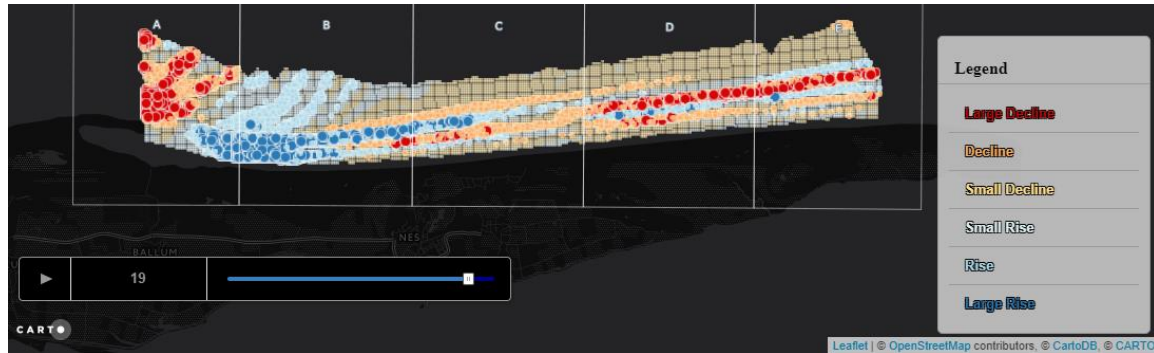 A
B
C
D
E
Legend
Large Decline
Decline
Small Decline
Small Rise
Rise
Large Rise
NES
BALLUM
19
CARTO
Leaflet | © OpenStreetMap contributors, © CartoDB, © CARTO